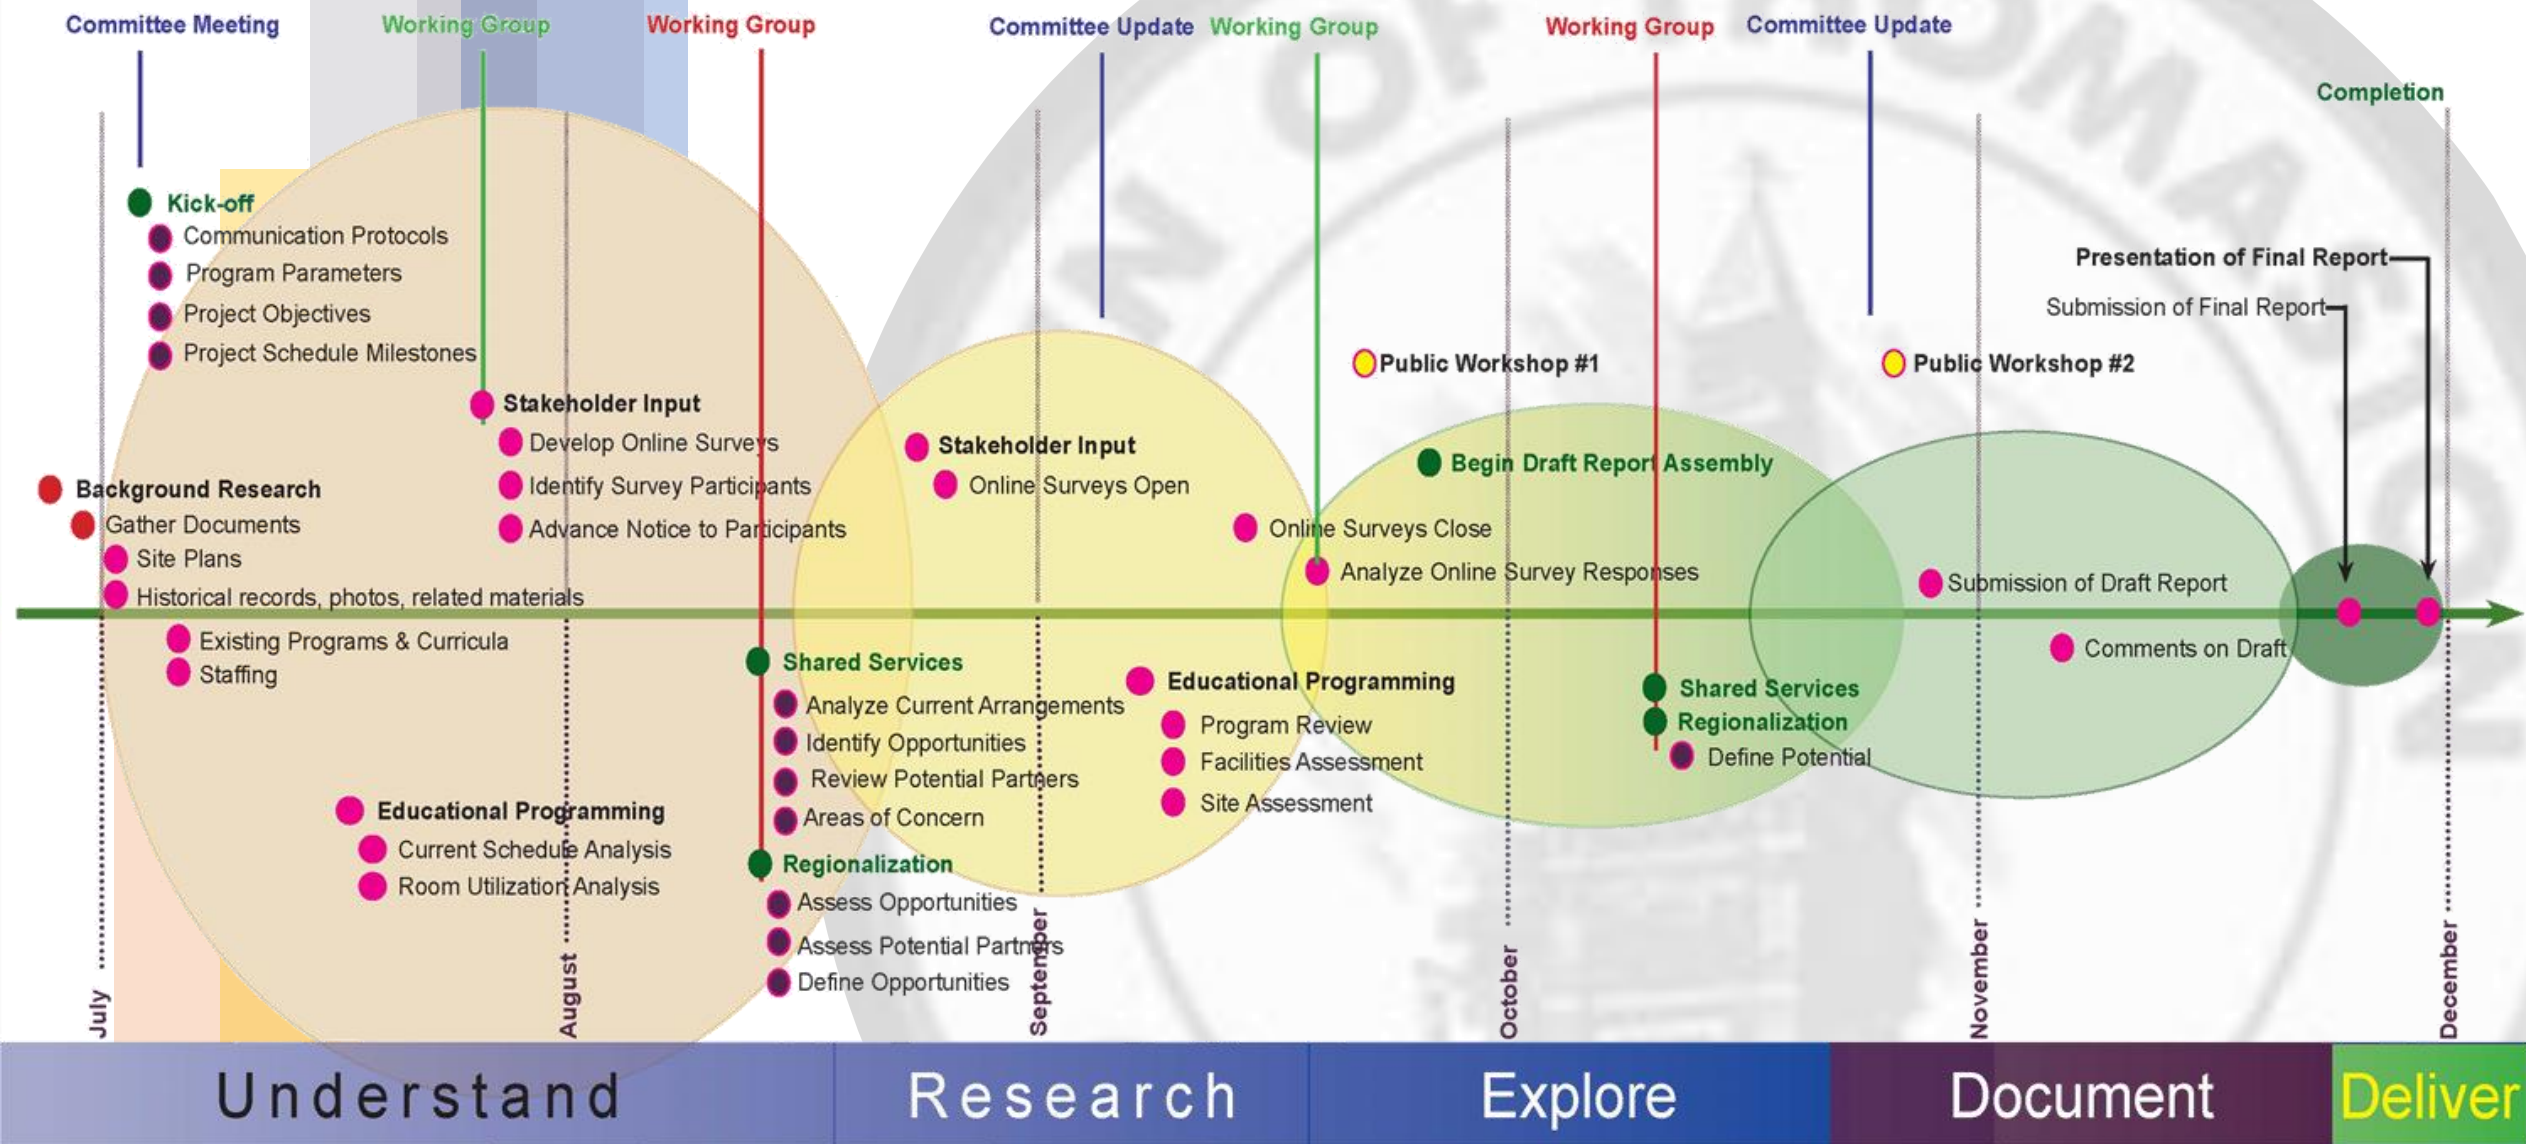 Committee Meeting
Working Group
Working Group
Committee Update
Working Group
Working Group
Committee Update
Completion
Kick-off
Communication Protocols
Program Parameters
Project Objectives
Project Schedule Milestones
Presentation of Final Report
Submission of Final Report
Public Workshop #1
Public Workshop #2
Stakeholder Input
Develop Online Surveys
Identify Survey Participants
Advance Notice to Participants
Stakeholder Input
Online Surveys Open
Online Surveys Close
Analyze Online Survey Responses
Begin Draft Report Assembly
Background Research
Gather Documents
Site Plans
Historical records, photos, related materials
Existing Programs & Curricula
Staffing
Submission of Draft Report
Comments on Draft
Shared Services
Analyze Current Arrangements
Identify Opportunities
Review Potential Partners
Areas of Concern
Regionalization
Assess Opportunities
Assess Potential Partners
Define Opportunities
Educational Programming
Program Review
Facilities Assessment
Site Assessment
Shared Services
Regionalization
Define Potential
Educational Programming
Current Schedule Analysis
Room Utilization Analysis
July
August
September
October
November
December
Understand
Research
Explore
Document
Deliver